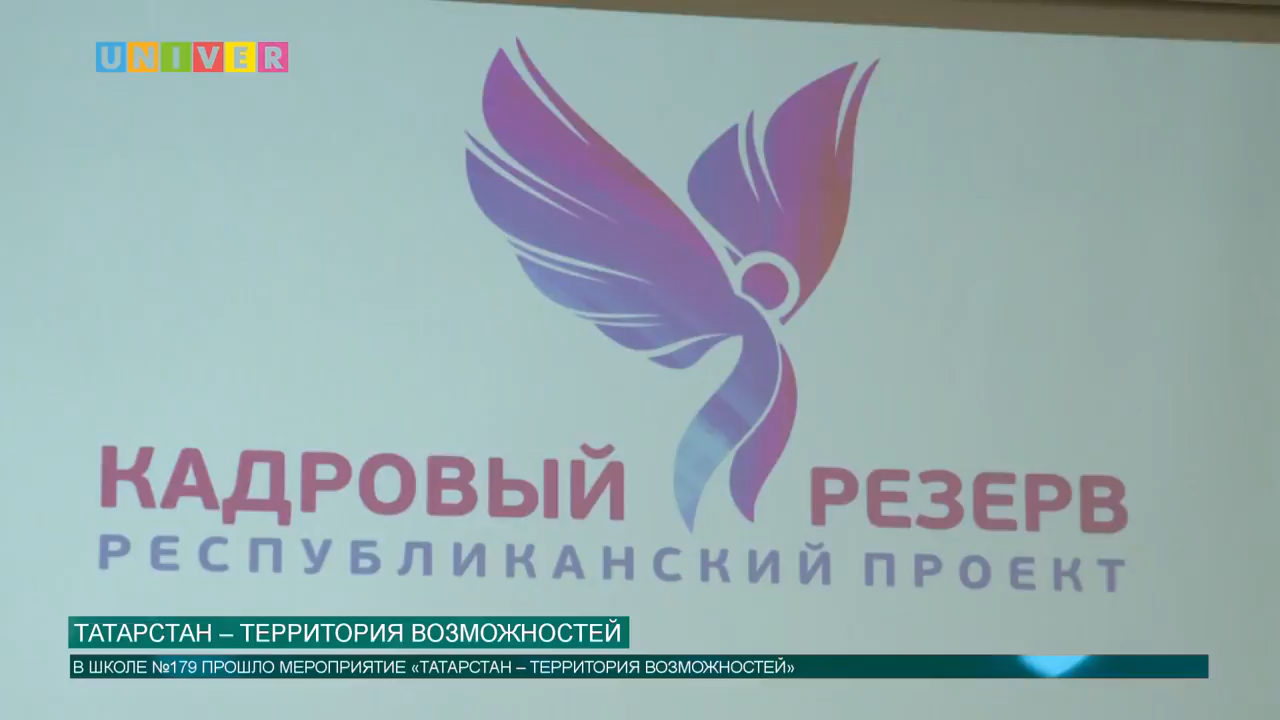 UNIVER
КАДРОВЫЙ РЕЗЕРВ
РЕСПУБЛИКАНСКИЙ ПРОЕКТ
ТАТАРСТАН – ТЕРРИТОРИЯ ВОЗМОЖНОСТЕЙ
В ШКОЛЕ №179 ПРОШЛО МЕРОПРИЯТИЕ «ТАТАРСТАН – ТЕРРИТОРИЯ ВОЗМОЖНОСТЕЙ»